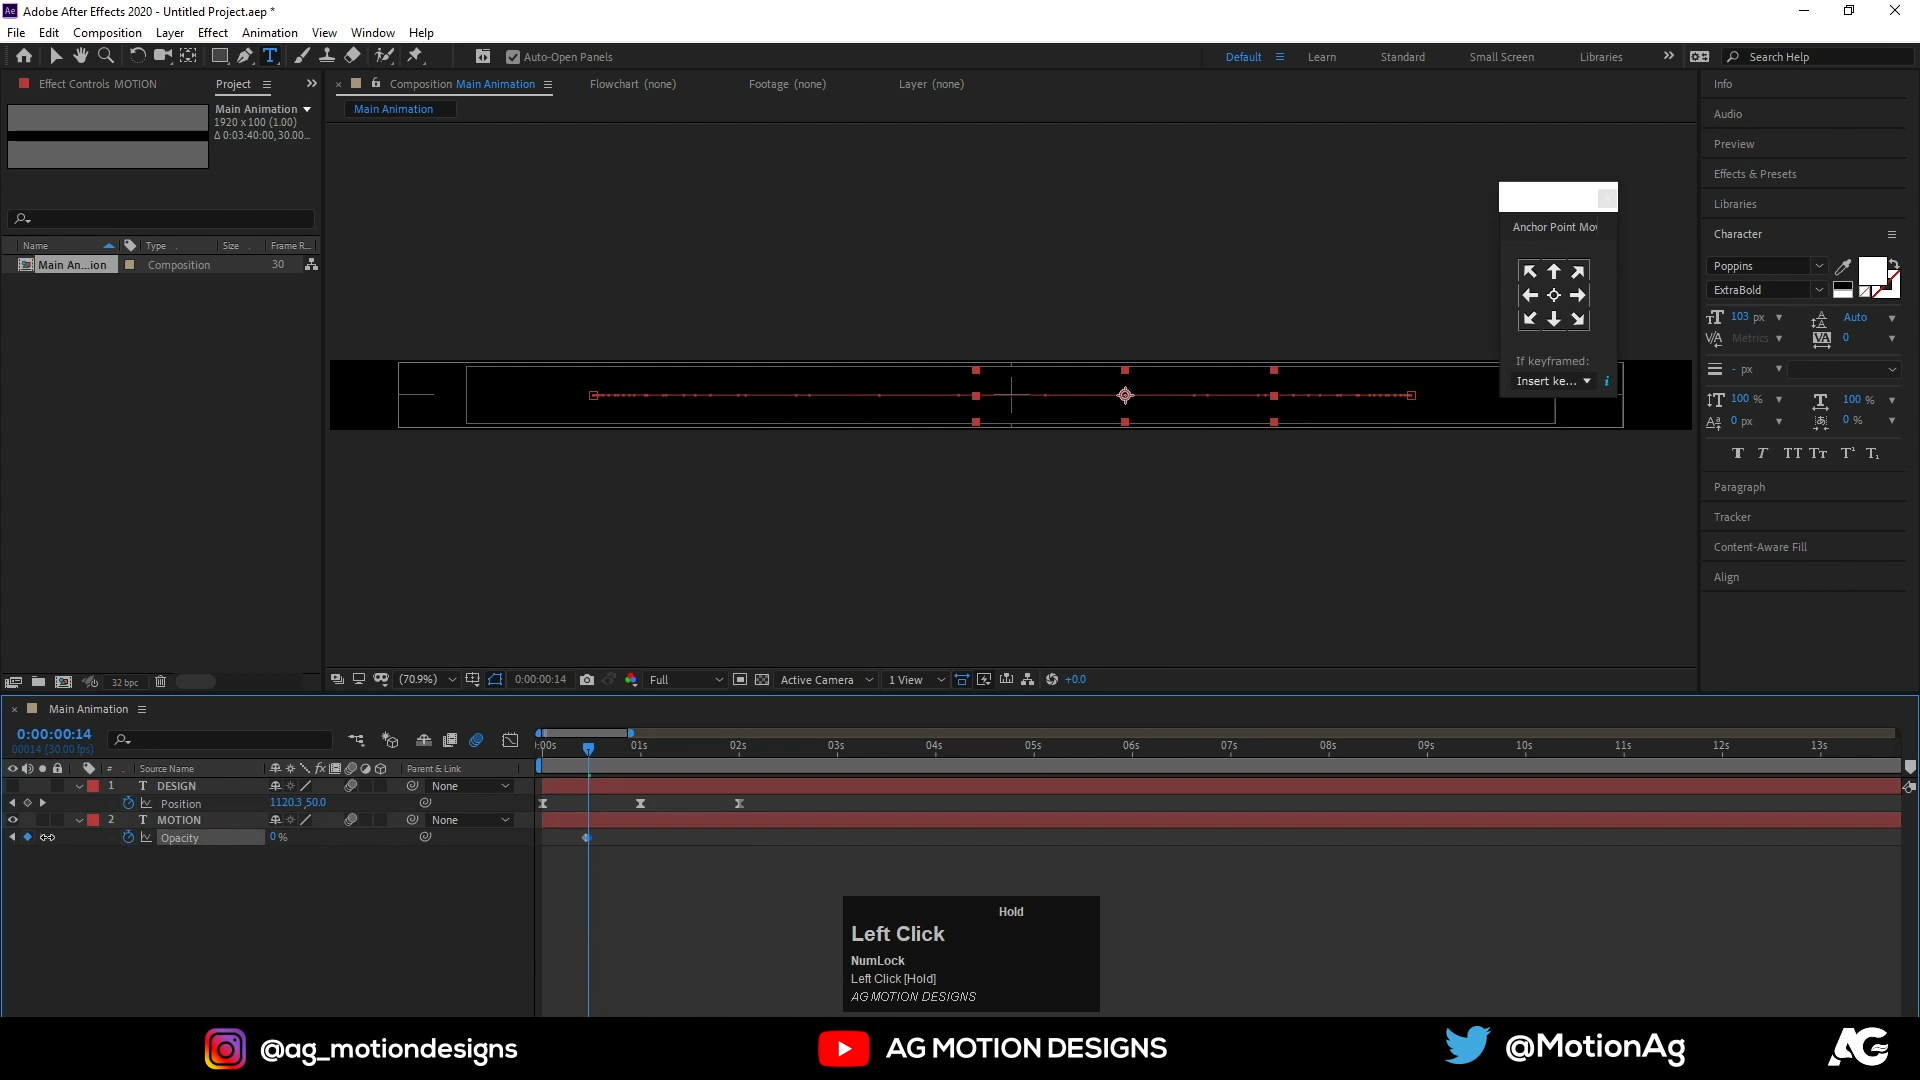 Ae Adobe After Effects 2020 - Untitled Project.aep *
File Edit Composition Layer Effect Animation View Window Help
T Auto-Open Panels Default Learn Standard Small Screen Libraries Search Help
Effect Controls MOTION Project Composition Main Animation Flowchart (none) Footage (none) Layer (none) Info
Main Animation
1920 x 100 (1.00)
Δ 0:03:40:00, 30.00...
Main Animation
Audio
Preview
Effects & Presets
Libraries
Anchor Point Mov
Character
Name Type Size Frame R...
Main An...ion Composition 30
Poppins
ExtraBold
103 px Auto
Metrics 0
- px
If keyframed:
Insert ke... i
100 % 100 %
0 px 0 %
T T TT Tr T¹ T₁
Paragraph
Tracker
Content-Aware Fill
Align
32 bpc (70.9%) 0:00:00:14 Full Active Camera 1 View +0.0
Main Animation
0:00:00:14
00014 (30.00 fps)
:00s 01s 02s 03s 04s 05s 06s 07s 08s 09s 10s 11s 12s 13s
# Source Name fx Parent & Link
1 T DESIGN None
Position 1120.3,50.0
2 T MOTION None
Opacity 0 %
Hold
Left Click
NumLock
Left Click [Hold]
AG MOTION DESIGNS
@ag_motiondesigns AG MOTION DESIGNS @MotionAg AG